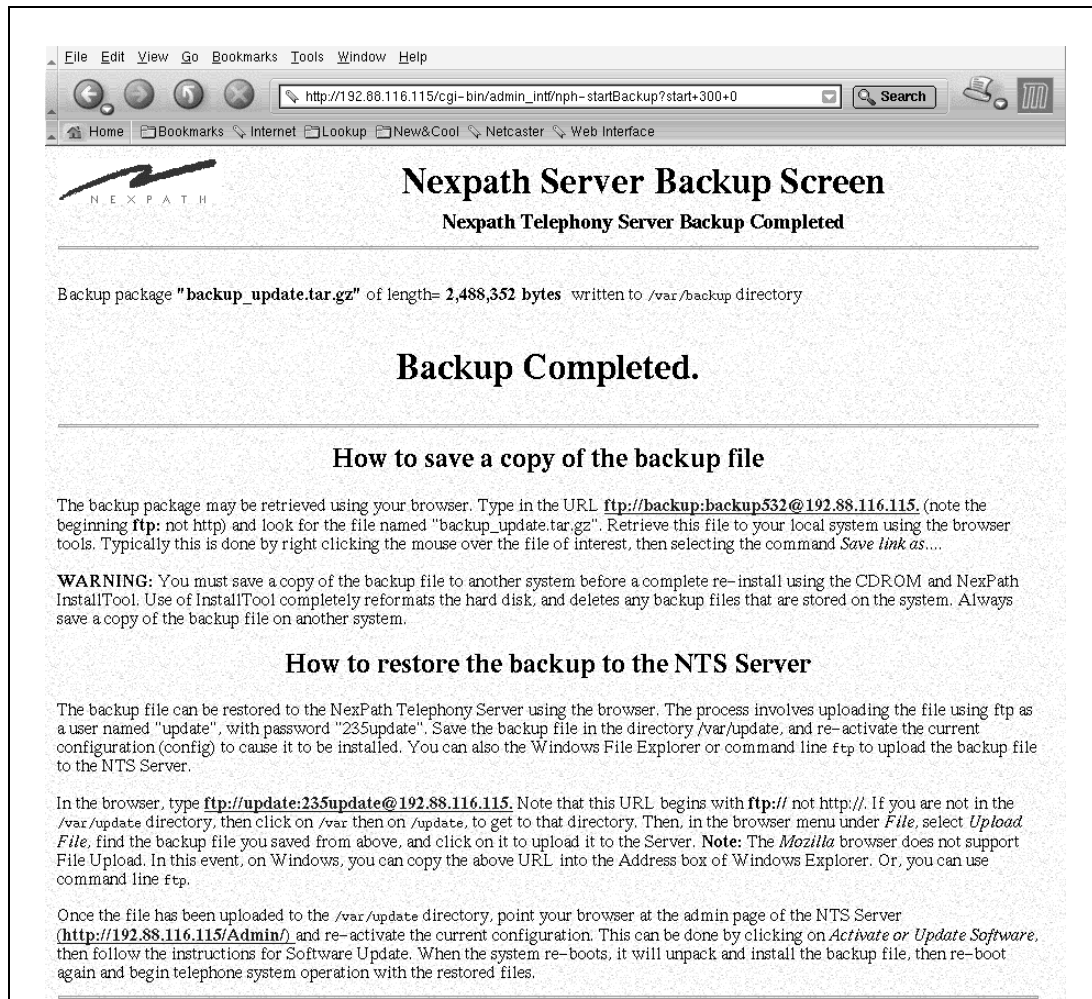 File Edit View Go Bookmarks Tools Window Help
http://192.88.116.115/cgi-bin/admin_intf/nph-startBackup?start+300+0
Search
Home Bookmarks Internet Lookup New&Cool Netcaster Web Interface
NEXPATH
Nexpath Server Backup Screen
Nexpath Telephony Server Backup Completed
Backup package "backup_update.tar.gz" of length= 2,488,352 bytes written to /var/backup directory
Backup Completed.
How to save a copy of the backup file
The backup package may be retrieved using your browser. Type in the URL ftp://backup:backup532@192.88.116.115. (note the
beginning ftp: not http) and look for the file named "backup_update.tar.gz". Retrieve this file to your local system using the browser
tools. Typically this is done by right clicking the mouse over the file of interest, then selecting the command Save link as....
WARNING: You must save a copy of the backup file to another system before a complete re-install using the CDROM and NexPath
InstallTool. Use of InstallTool completely reformats the hard disk, and deletes any backup files that are stored on the system. Always
save a copy of the backup file on another system.
How to restore the backup to the NTS Server
The backup file can be restored to the NexPath Telephony Server using the browser. The process involves uploading the file using ftp as
a user named "update", with password "235update". Save the backup file in the directory /var/update, and re-activate the current
configuration (config) to cause it to be installed. You can also the Windows File Explorer or command line ftp to upload the backup file
to the NTS Server.
In the browser, type ftp://update:235update@192.88.116.115. Note that this URL begins with ftp:// not http://. If you are not in the
/var/update directory, then click on /var then on /update, to get to that directory. Then, in the browser menu under File, select Upload
File, find the backup file you saved from above, and click on it to upload it to the Server. Note: The Mozilla browser does not support
File Upload. In this event, on Windows, you can copy the above URL into the Address box of Windows Explorer. Or, you can use
command line ftp.
Once the file has been uploaded to the /var/update directory, point your browser at the admin page of the NTS Server
(http://192.88.116.115/Admin/) and re-activate the current configuration. This can be done by clicking on Activate or Update Software,
then follow the instructions for Software Update. When the system re-boots, it will unpack and install the backup file, then re-boot
again and begin telephone system operation with the restored files.